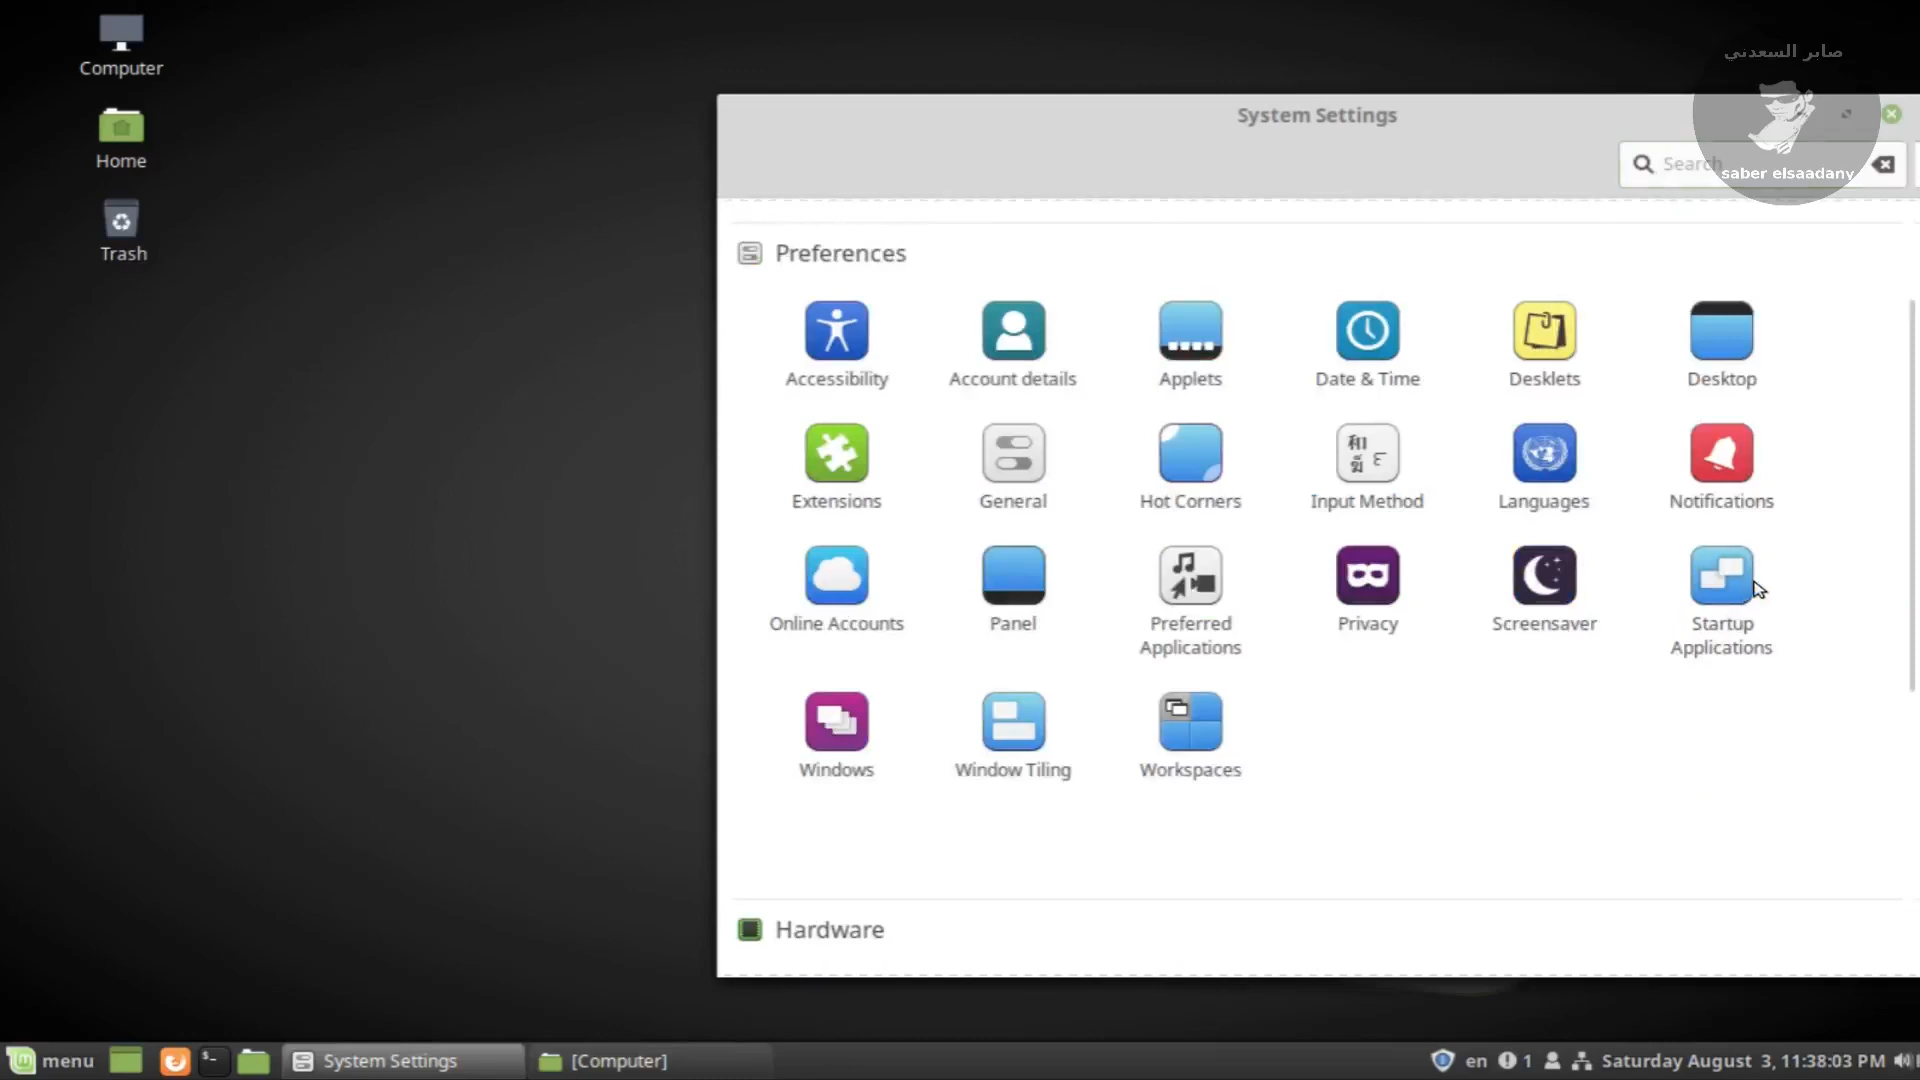 Computer
Home
Trash
صابر السعدني
saber elsaadany
System Settings
Search
Preferences
Accessibility
Account details
Applets
Date & Time
Desklets
Desktop
Extensions
General
Hot Corners
Input Method
Languages
Notifications
Online Accounts
Panel
Preferred
Applications
Privacy
Screensaver
Startup
Applications
Windows
Window Tiling
Workspaces
Hardware
menu
System Settings
[Computer]
en
1
Saturday August 3, 11:38:03 PM